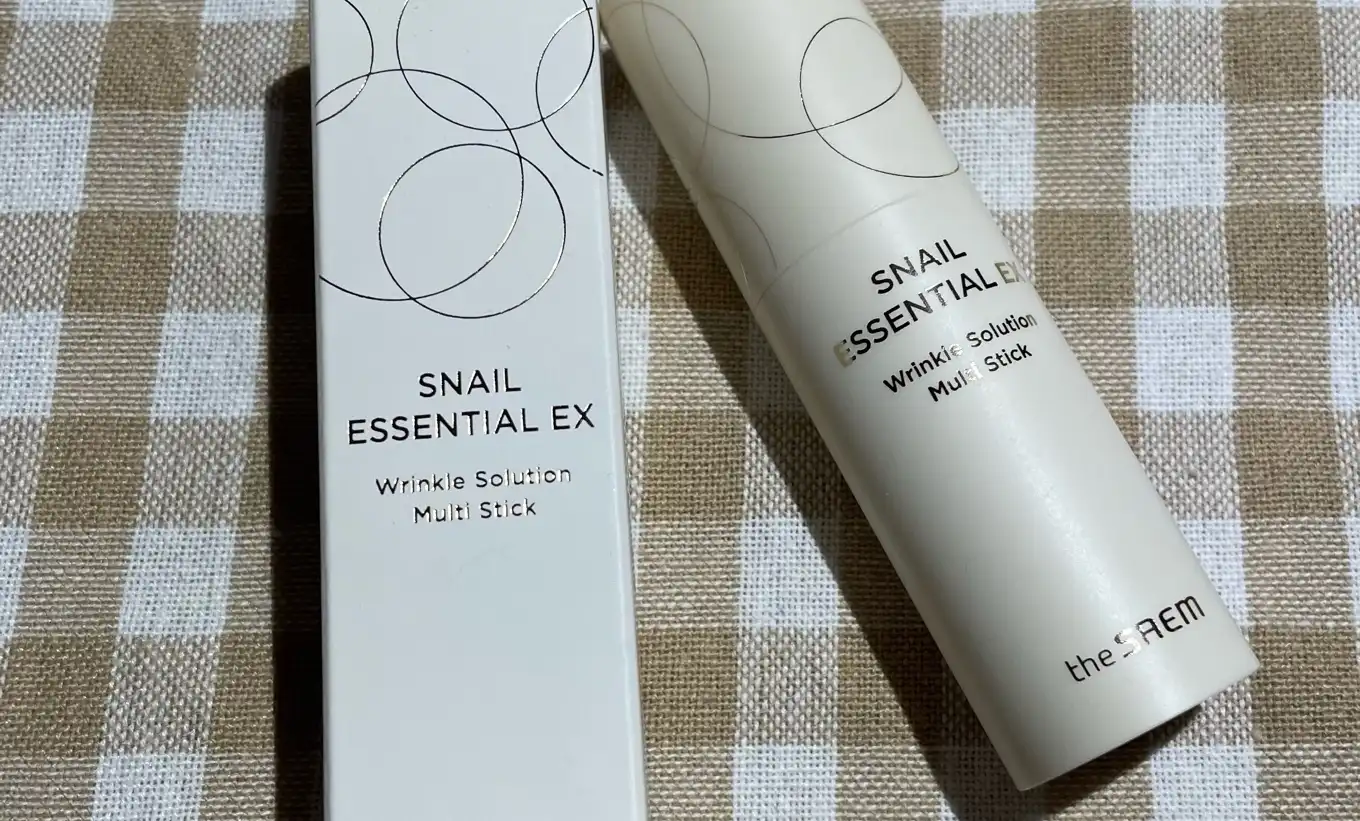 SNAIL
ESSENTIAL EX
Wrinkle Solution
Multi Stick
SNAIL
ESSENTIAL EX
Wrinkle Solution
Multi Stick
the SAEM